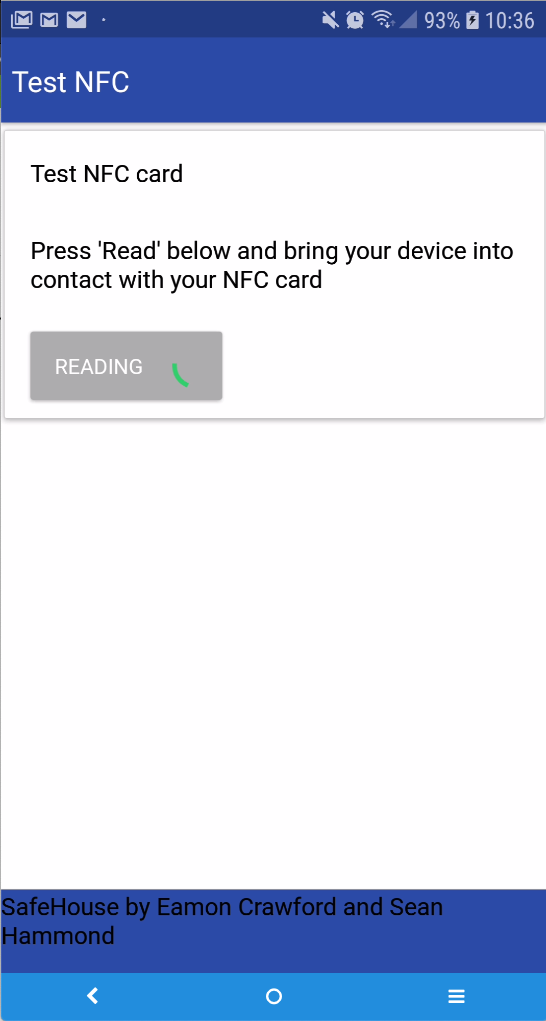 93% 10:36
Test NFC
Test NFC card
Press 'Read' below and bring your device into
contact with your NFC card
READING
SafeHouse by Eamon Crawford and Sean
Hammond